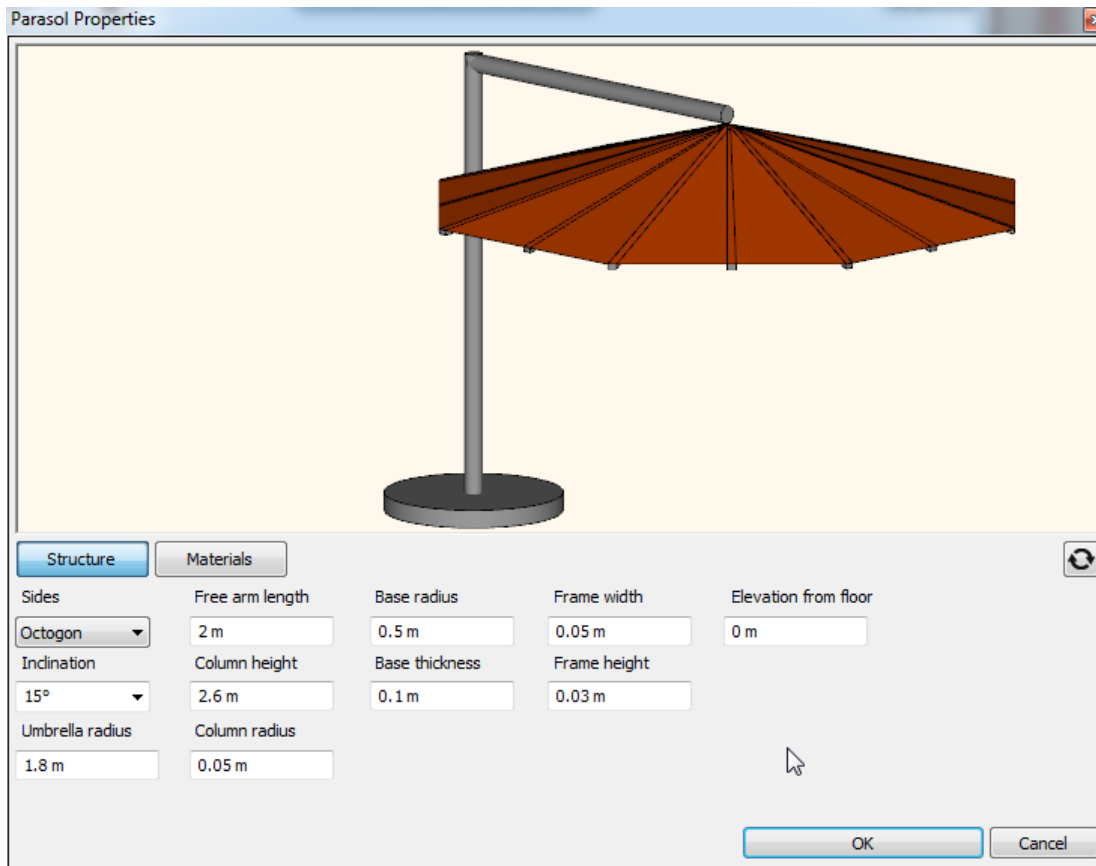 Parasol Properties
Structure Materials
Sides Free arm length Base radius Frame width Elevation from floor
Octogon 2 m 0.5 m 0.05 m 0 m
Inclination Column height Base thickness Frame height
15° 2.6 m 0.1 m 0.03 m
Umbrella radius Column radius
1.8 m 0.05 m
OK Cancel